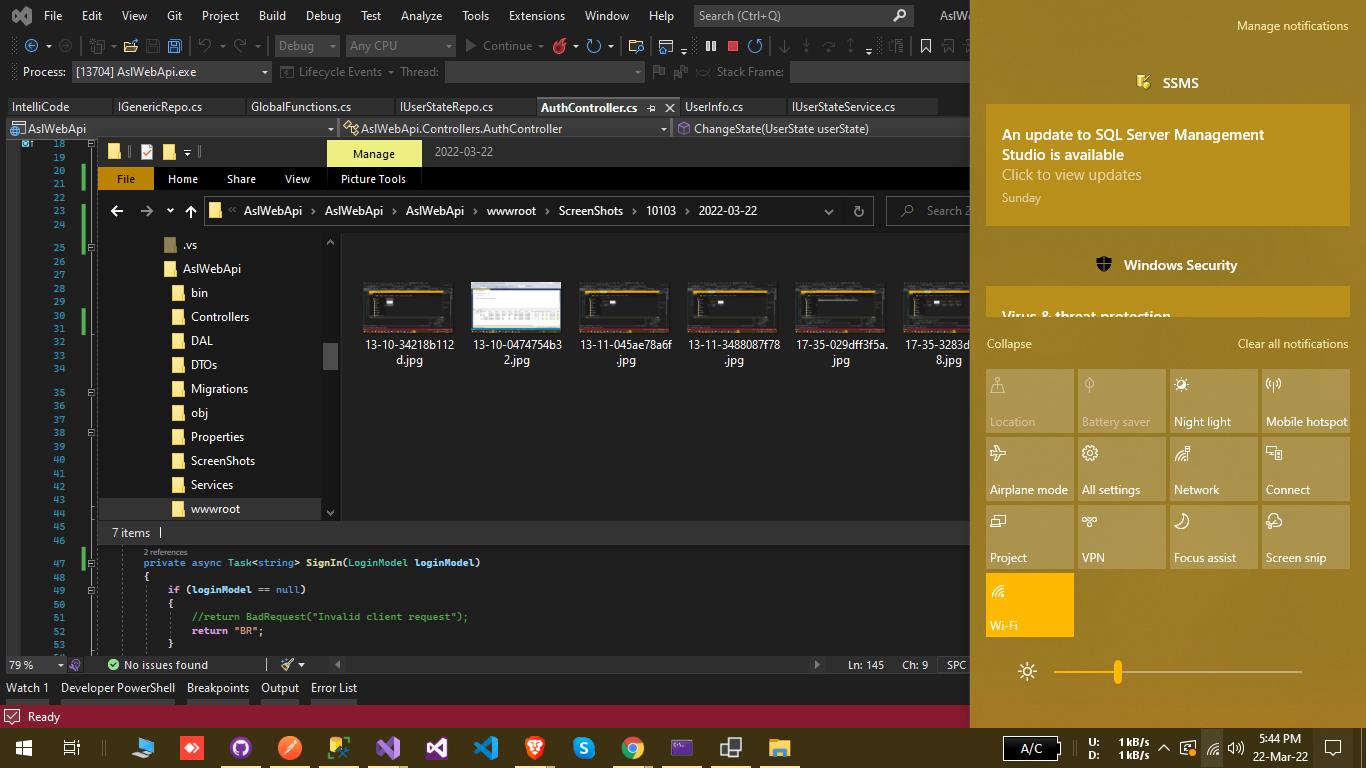 File Edit View Git Project Build Debug Test Analyze Tools Extensions Window Help Search (Ctrl+Q) AslW
Debug Any CPU Continue
Process: [13704] AslWebApi.exe Lifecycle Events Thread: Stack Frame:
IntelliCode IGenericRepo.cs GlobalFunctions.cs IUserStateRepo.cs AuthController.cs UserInfo.cs IUserStateService.cs
AslWebApi AslWebApi.Controllers.AuthController ChangeState(UserState userState)
18
19
20
21
22
23
24
25
26
27
28
29
30
31
32
33
34
35
36
37
38
39
40
41
42
43
44
45
46
Manage 2022-03-22
File Home Share View Picture Tools
AslWebApi › AslWebApi › AslWebApi › wwwroot › ScreenShots › 10103 › 2022-03-22 Search 2
.vs
AslWebApi
bin
Controllers
DAL
DTOs
Migrations
obj
Properties
ScreenShots
Services
wwwroot
13-10-34218b112 13-10-0474754b3 13-11-045ae78a6f 13-11-3488087f78 17-35-029dff3f5a. 17-35-3283d
d.jpg 2.jpg .jpg .jpg jpg 8.jpg
7 items
2 references
47 private async Task<string> SignIn(LoginModel loginModel)
48 {
49 if (loginModel == null)
50 {
51 //return BadRequest("Invalid client request");
52 return "BR";
53 }
79 % No issues found Ln: 145 Ch: 9 SPC
Watch 1 Developer PowerShell Breakpoints Output Error List
Ready
Manage notifications
SSMS
An update to SQL Server Management
Studio is available
Click to view updates
Sunday
Windows Security
Virus & threat protection
Collapse Clear all notifications
Location Battery saver Night light Mobile hotspot
Airplane mode All settings Network Connect
Project VPN Focus assist Screen snip
Wi-Fi
A/C
U: 1 kB/s
D: 1 kB/s
5:44 PM
22-Mar-22